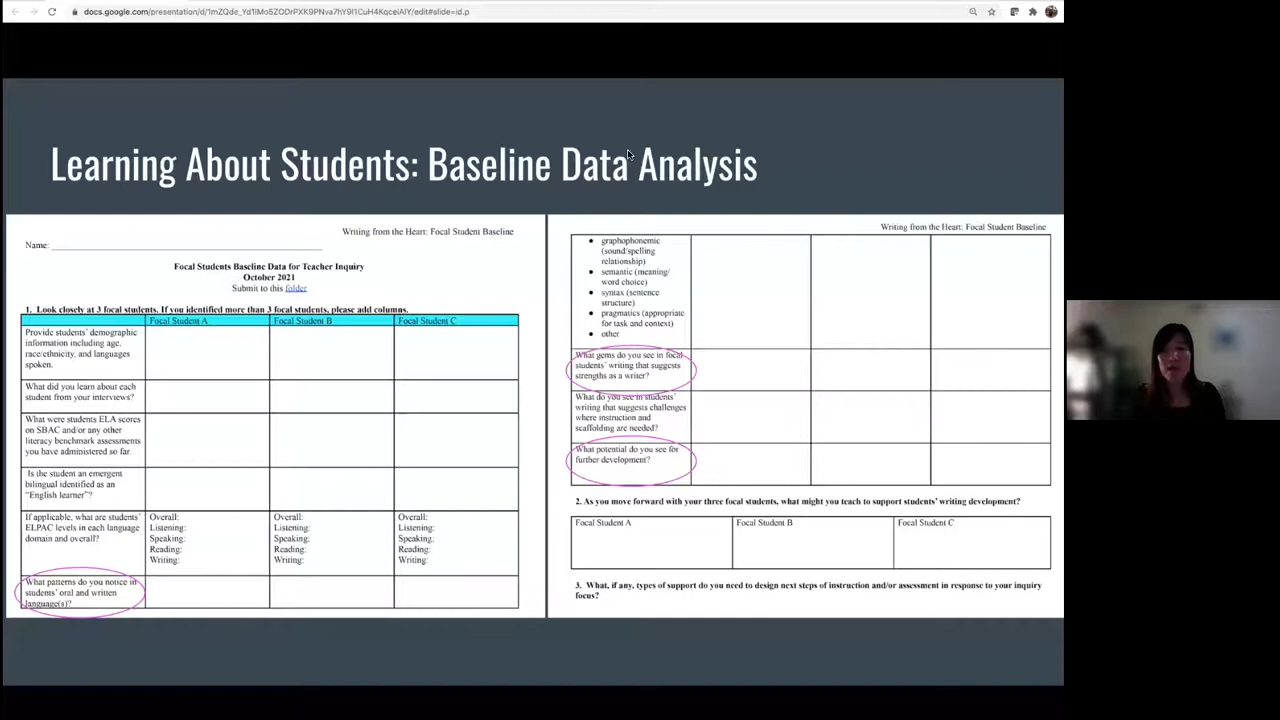 docs.google.com/presentation/d/1mZQde_Yd1lMo5ZODrPXK9PNva7hY9I1CuH4KqceiAlY/edit#slide=id.p
Learning About Students: Baseline Data Analysis
Writing from the Heart: Focal Student Baseline
Name:
Focal Students Baseline Data for Teacher Inquiry
October 2021
Submit to this folder
1. Look closely at 3 focal students. If you identified more than 3 focal students, please add columns.
Focal Student A Focal Student B Focal Student C
Provide students' demographic
information including age,
race/ethnicity, and languages
spoken.
What did you learn about each
student from your interviews?
What were students ELA scores
on SBAC and/or any other
literacy benchmark assessments
you have administered so far.
Is the student an emergent
bilingual identified as an
"English learner"?
If applicable, what are students'
ELPAC levels in each language
domain and overall?
Overall: Overall: Overall:
Listening: Listening: Listening:
Speaking: Speaking: Speaking:
Reading: Reading: Reading:
Writing: Writing: Writing:
What patterns do you notice in
students' oral and written
language(s)?
Writing from the Heart: Focal Student Baseline
● graphophonemic
(sound/spelling
relationship)
● semantic (meaning/
word choice)
● syntax (sentence
structure)
● pragmatics (appropriate
for task and context)
● other
What gems do you see in focal
students' writing that suggests
strengths as a writer?
What do you see in students'
writing that suggests challenges
where instruction and
scaffolding are needed?
What potential do you see for
further development?
2. As you move forward with your three focal students, what might you teach to support students' writing development?
Focal Student A Focal Student B Focal Student C
3. What, if any, types of support do you need to design next steps of instruction and/or assessment in response to your inquiry
focus?